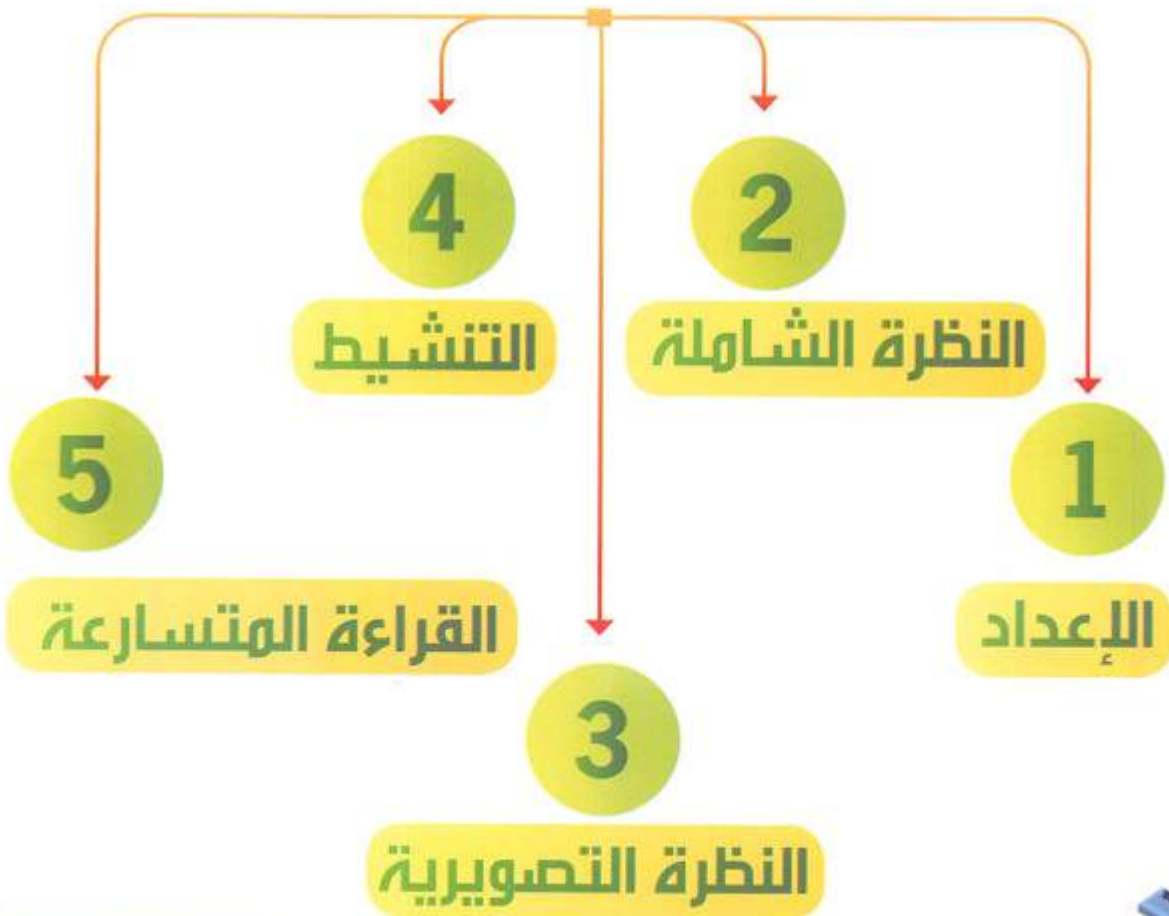 1
الإعداد
2
النظرة الشاملة
3
النظرة التصويرية
4
التنشيط
5
القراءة المتسارعة